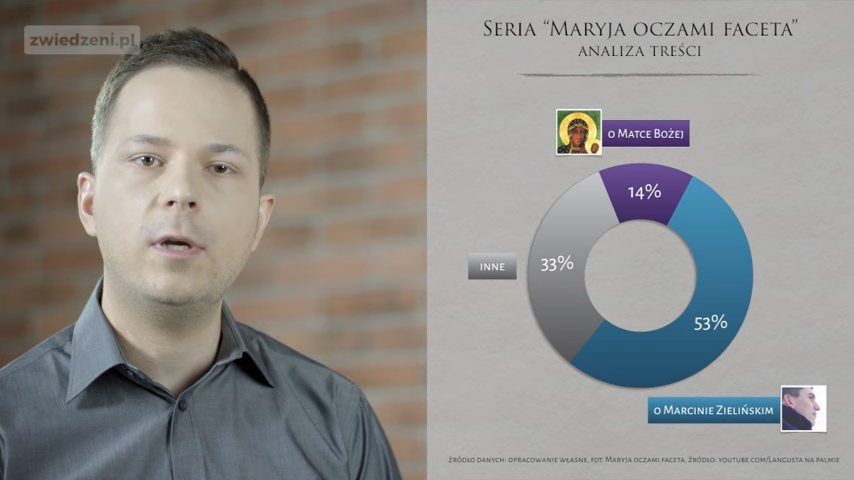 zwiedzeni.pl
Seria “Maryja oczami faceta”
analiza treści
o Matce Bożej
14%
inne
33%
53%
o Marcinie Zielińskim
źródło danych: opracowanie własne, fot. Maryja oczami faceta, źródło: youtube.com/Langusta na palmie